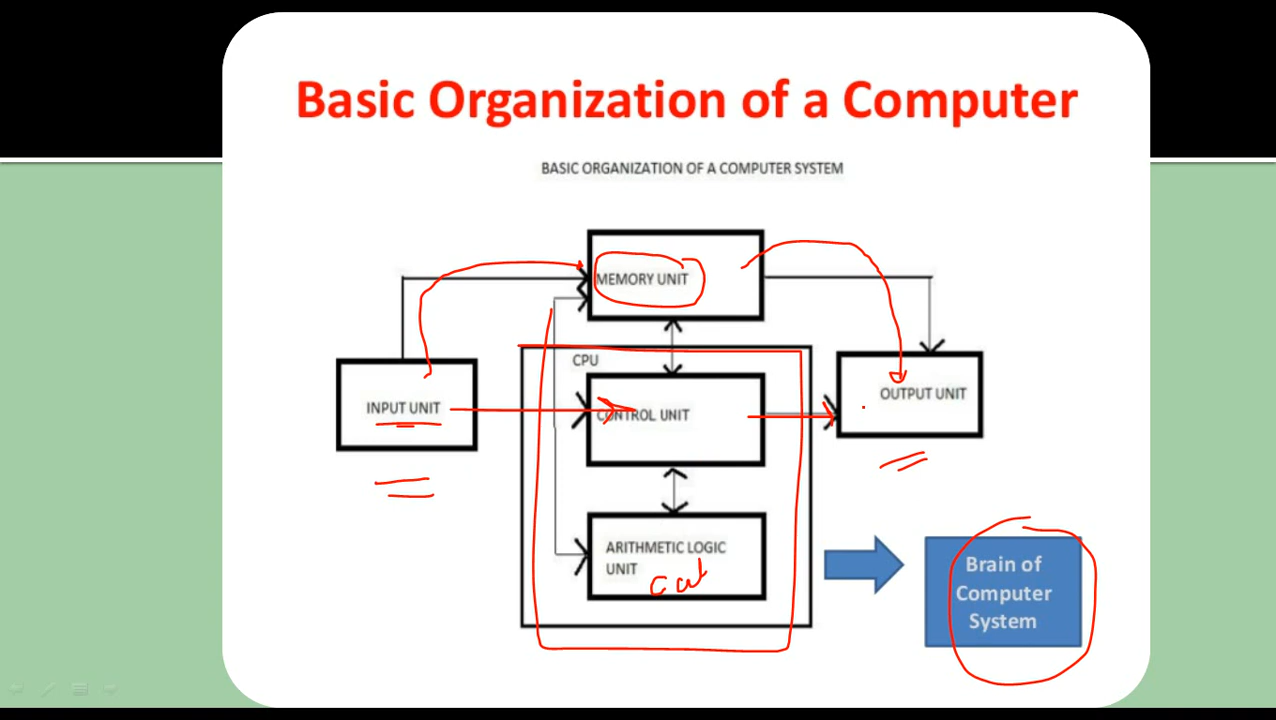 Basic Organization of a Computer
BASIC ORGANIZATION OF A COMPUTER SYSTEM
MEMORY UNIT
CPU
INPUT UNIT
CONTROL UNIT
OUTPUT UNIT
ARITHMETIC LOGIC
UNIT
Brain of
Computer
System